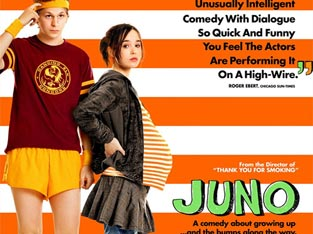 Unusually Intelligent
Comedy With Dialogue
So Quick And Funny
You Feel The Actors
Are Performing It
On A High-Wire.”
ROGER EBERT, CHICAGO SUN-TIMES
From the Director of
"THANK YOU FOR SMOKING"
JUNO
A comedy about growing up
—and the bumps along the way.